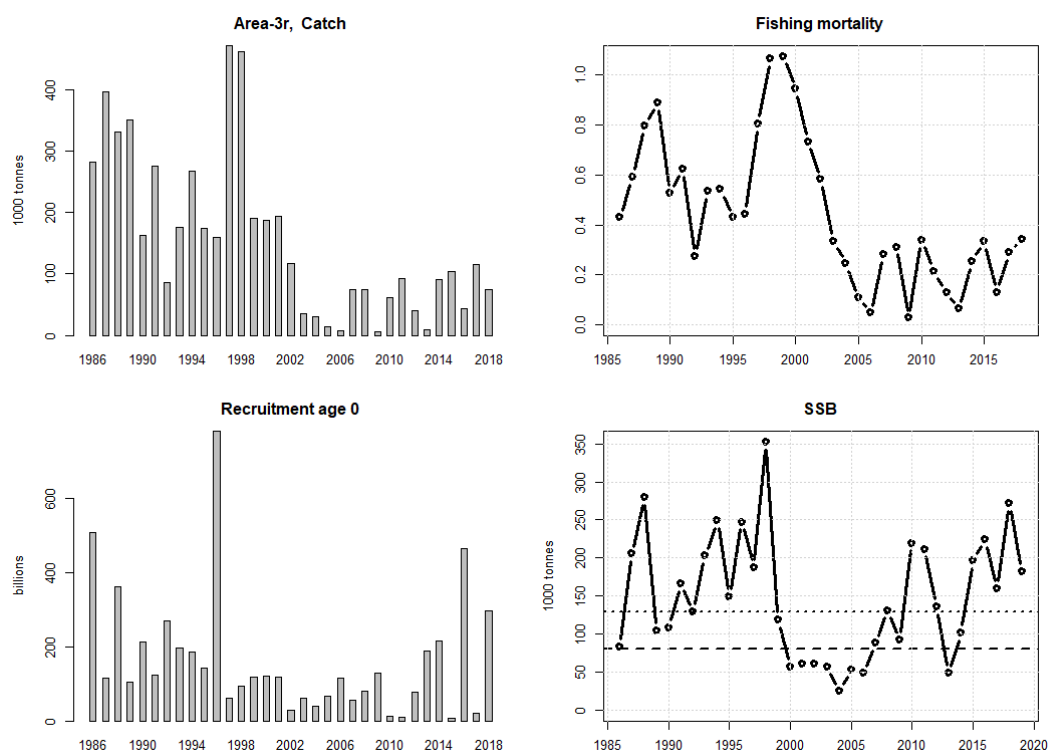 Area-3r, Catch
1000 tonnes
400
300
200
100
0
1986 1990 1994 1998 2002 2006 2010 2014 2018
Fishing mortality
1.0
0.8
0.6
0.4
0.2
0.0
1985 1990 1995 2000 2005 2010 2015
Recruitment age 0
billions
600
400
200
0
1986 1990 1994 1998 2002 2006 2010 2014 2018
SSB
1000 tonnes
350
300
250
200
150
100
50
0
1985 1990 1995 2000 2005 2010 2015 2020